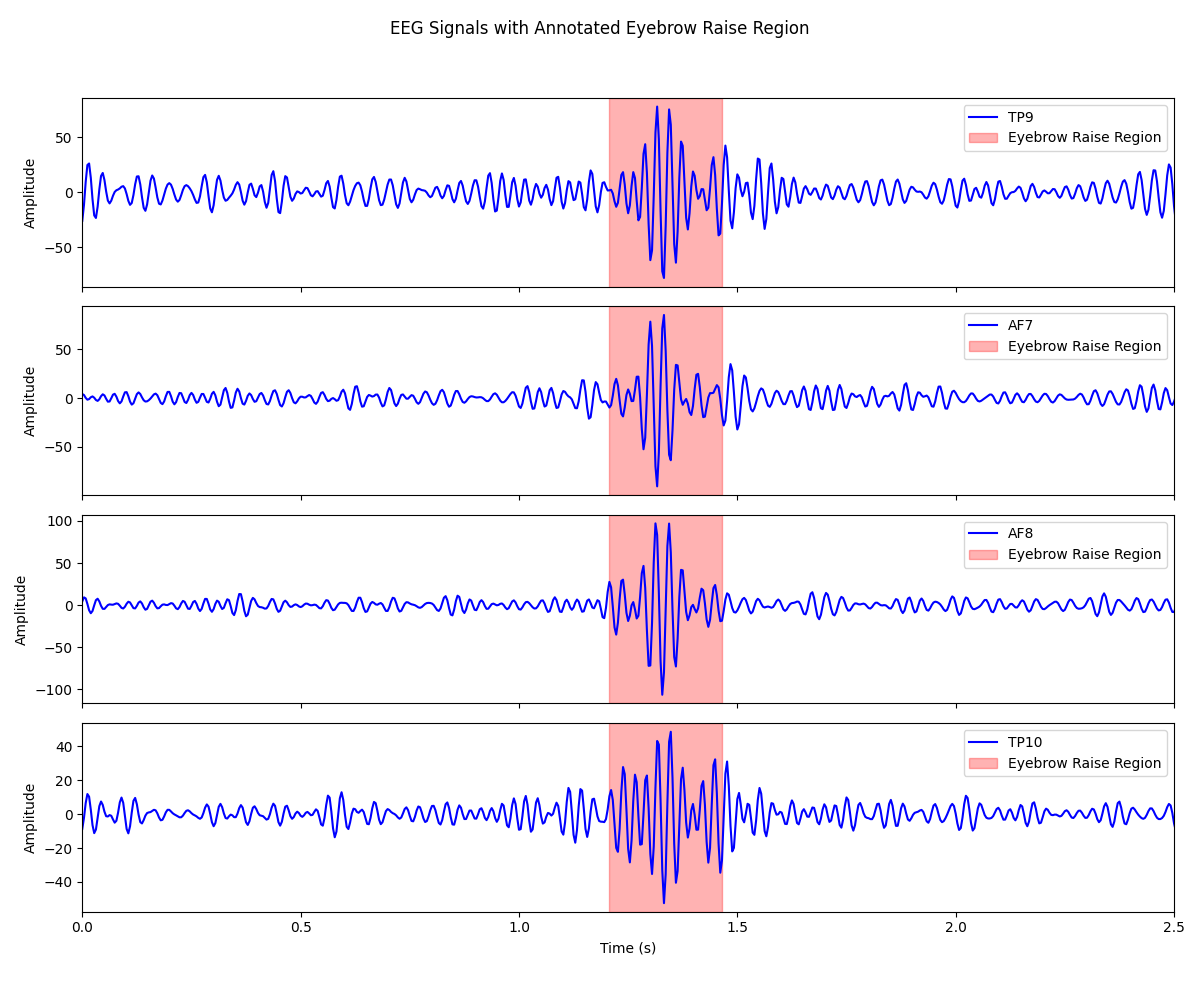 EEG Signals with Annotated Eyebrow Raise Region
TP9
Eyebrow Raise Region
50
0
−50
Amplitude
AF7
Eyebrow Raise Region
50
0
−50
Amplitude
AF8
Eyebrow Raise Region
100
50
0
−50
−100
Amplitude
TP10
Eyebrow Raise Region
40
20
0
−20
−40
Amplitude
0.0 0.5 1.0 1.5 2.0 2.5
Time (s)